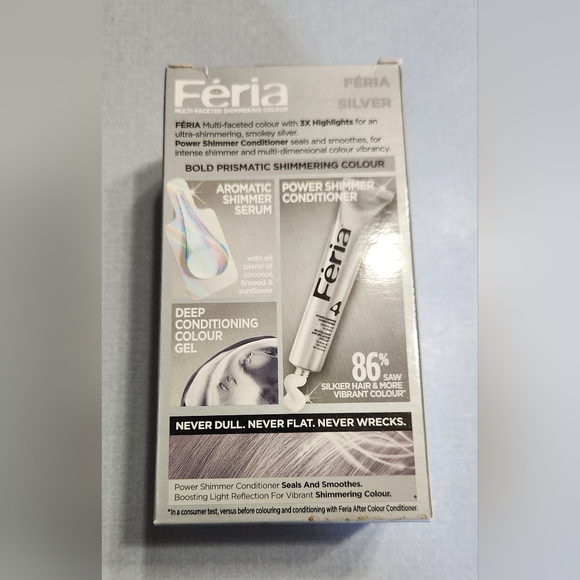 Féria
MULTI-FACETED SHIMMERING COLOUR
FÉRIA
SILVER
FÉRIA Multi-faceted colour with 3X Highlights for an
ultra-shimmering, smokey silver.
Power Shimmer Conditioner seals and smoothes, for
intense shimmer and multi-dimensional colour vibrancy.
BOLD PRISMATIC SHIMMERING COLOUR
AROMATIC
SHIMMER
SERUM
with oil
blend of
coconut,
linseed &
sunflower
POWER SHIMMER
CONDITIONER
Féria
4
DEEP
CONDITIONING
COLOUR
GEL
86%
SAW
SILKIER HAIR & MORE
VIBRANT COLOUR*
NEVER DULL. NEVER FLAT. NEVER WRECKS.
Power Shimmer Conditioner Seals And Smoothes.
Boosting Light Reflection For Vibrant Shimmering Colour.
*In a consumer test, versus before colouring and conditioning with Feria After Colour Conditioner.